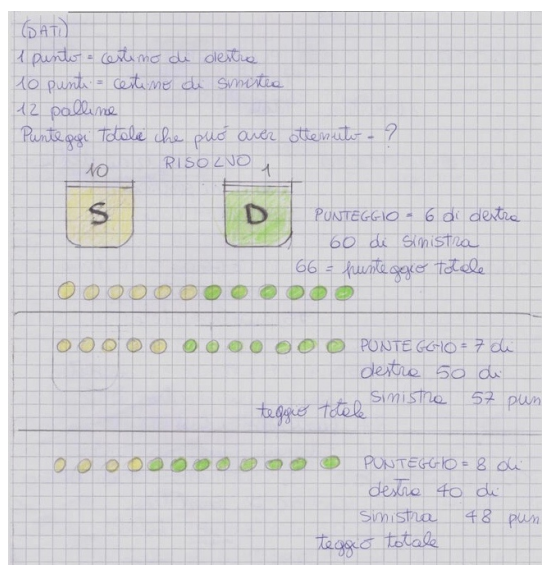 (DATI)
1 punto = cestino di destra
10 punti = cestino di sinistra
12 palline
Punteggi Totale che può aver ottenuto = ?
RISOLVO
10 1
S D
PUNTEGGIO = 6 di destra
60 di sinistra
66 = punteggio totale
PUNTEGGIO = 7 di
destra 50 di
sinistra 57 pun
teggio totale
PUNTEGGIO = 8 di
destra 40 di
sinistra 48 pun
teggio totale